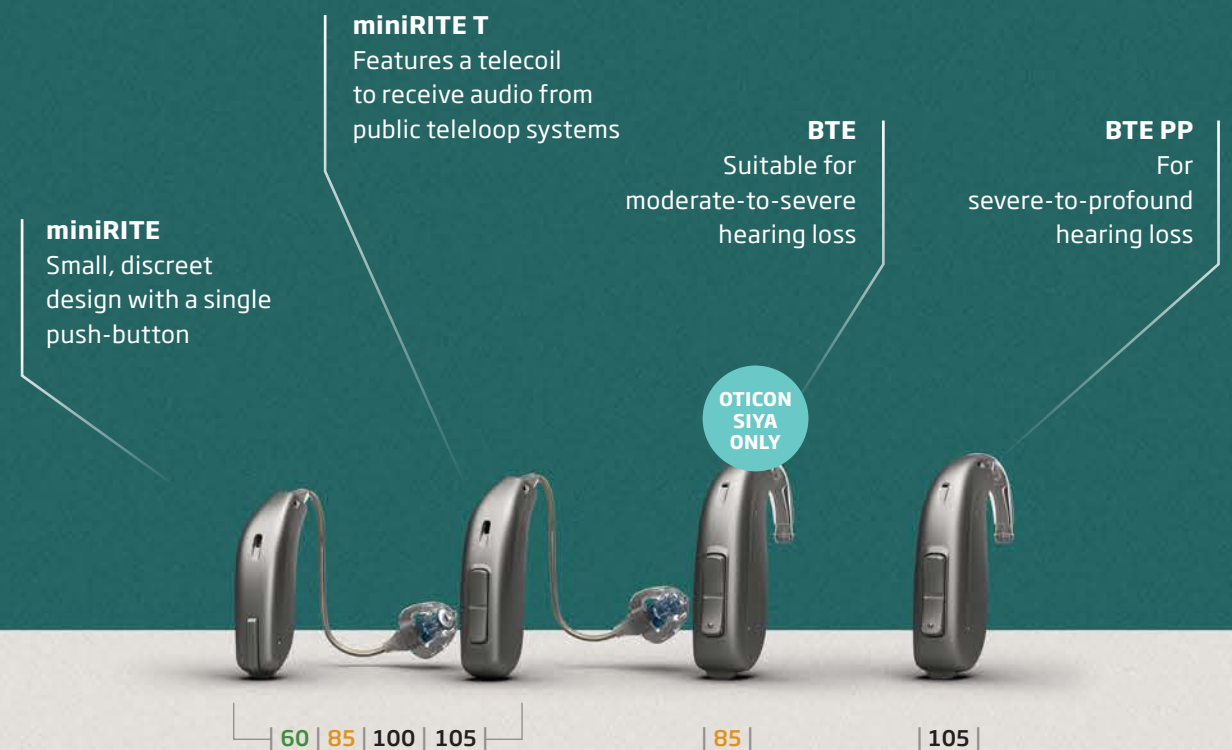 miniRITE T
Features a telecoil
to receive audio from
public teleloop systems
BTE
Suitable for
moderate-to-severe
hearing loss
BTE PP
For
severe-to-profound
hearing loss
miniRITE
Small, discreet
design with a single
push-button
OTICON
SIYA
ONLY
60 | 85 | 100 | 105
85
105